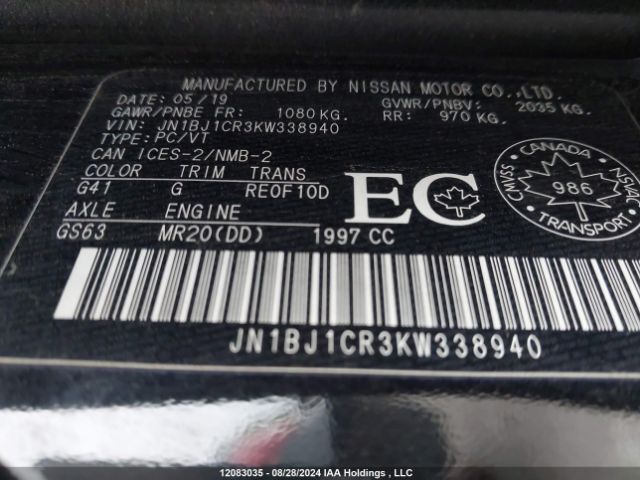 MANUFACTURED BY NISSAN MOTOR CO.,LTD.
DATE: 05/19 GVWR/PNBV: 2035 KG.
GAWR/PNBE FR: 1080 KG. RR: 970 KG.
VIN: JN1BJ1CR3KW338940
TYPE: PC/VT
CAN ICES-2/NMB-2
COLOR TRIM TRANS
G41 G RE0F10D
AXLE ENGINE
GS63 MR20(DD) 1997 CC
EC
CANADA
CMVSS 986 NSVAC
TRANSPORT
JN1BJ1CR3KW338940
12083035 - 08/28/2024 IAA Holdings , LLC